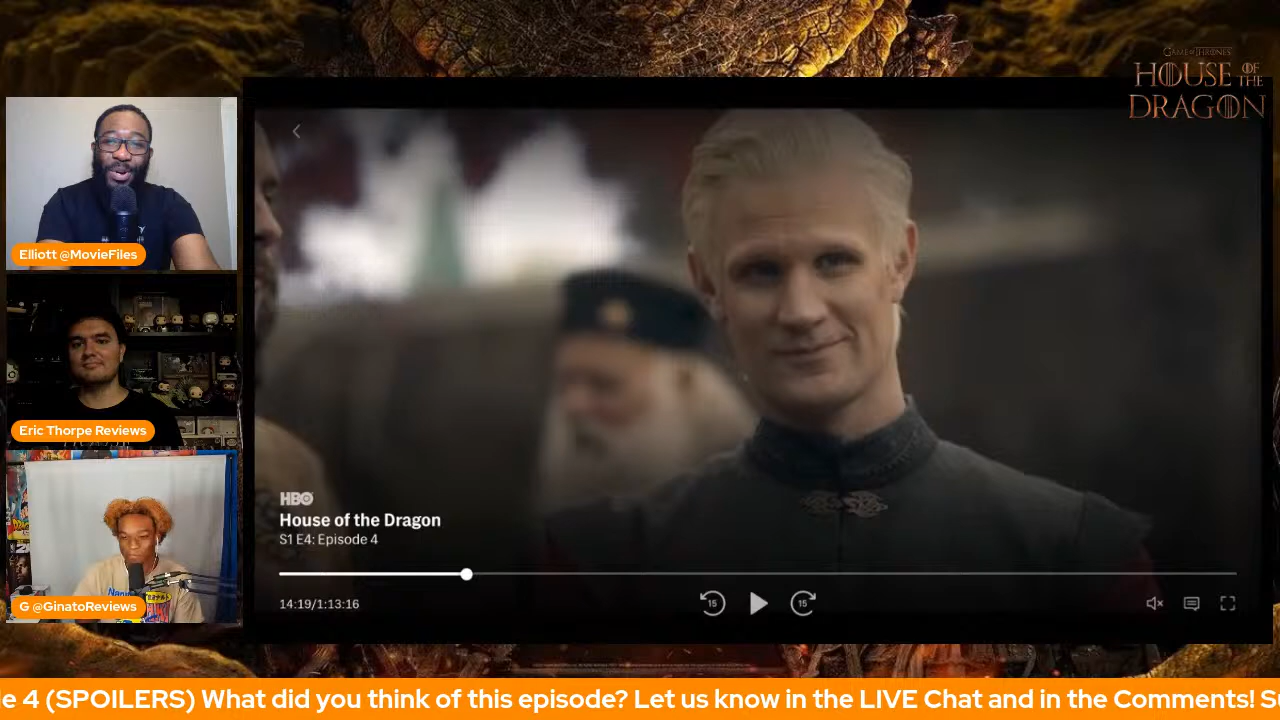 GAME OF THRONES
HOUSE OF THE
DRAGON
Elliott @MovieFiles
Eric Thorpe Reviews
G @GinatoReviews
HBO
House of the Dragon
S1 E4: Episode 4
14:19/1:13:16
15
15
e 4 (SPOILERS) What did you think of this episode? Let us know in the LIVE Chat and in the Comments! S